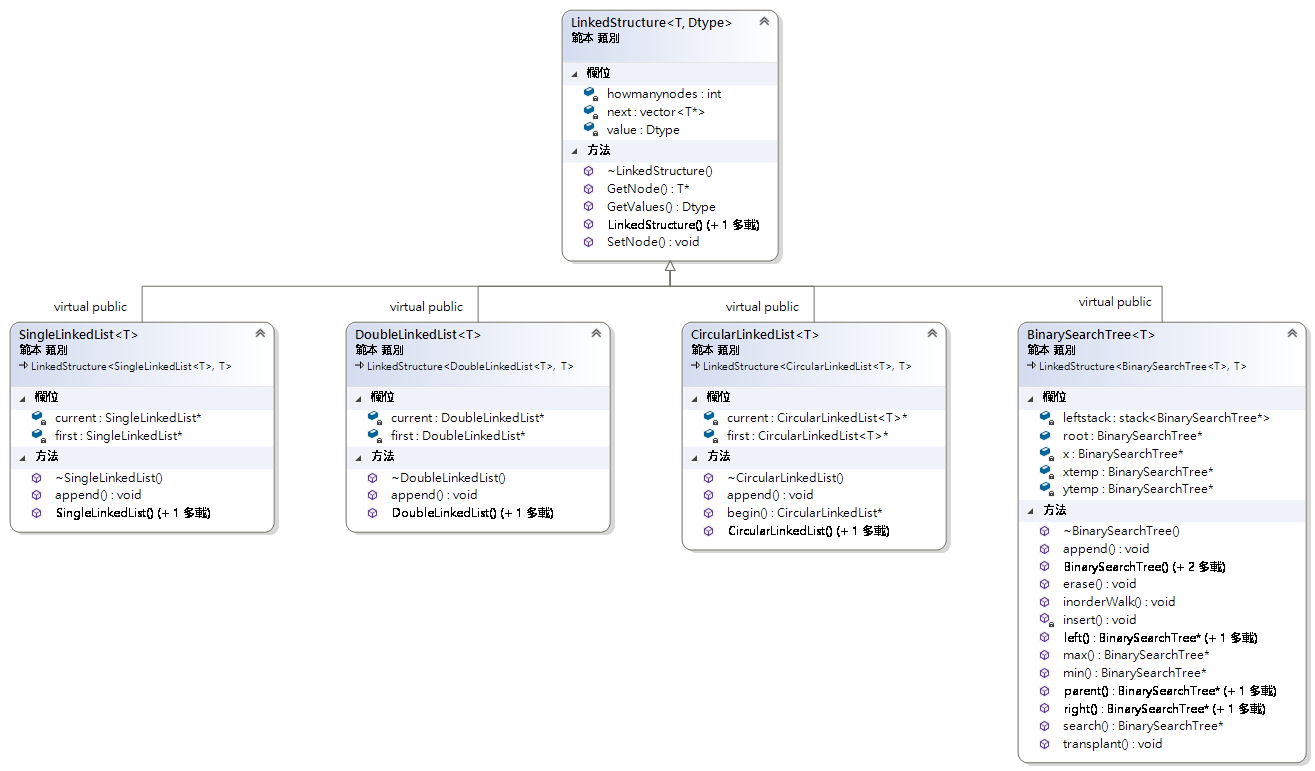 LinkedStructure<T, Dtype>
範本 類別
欄位
howmanynodes : int
next : vector<T*>
value : Dtype
方法
~LinkedStructure()
GetNode() : T*
GetValues() : Dtype
LinkedStructure() (+ 1 多載)
SetNode() : void
virtual public
virtual public
virtual public
virtual public
SingleLinkedList<T>
範本 類別
LinkedStructure<SingleLinkedList<T>, T>
欄位
current : SingleLinkedList*
first : SingleLinkedList*
方法
~SingleLinkedList()
append() : void
SingleLinkedList() (+ 1 多載)
DoubleLinkedList<T>
範本 類別
LinkedStructure<DoubleLinkedList<T>, T>
欄位
current : DoubleLinkedList*
first : DoubleLinkedList*
方法
~DoubleLinkedList()
append() : void
DoubleLinkedList() (+ 1 多載)
CircularLinkedList<T>
範本 類別
LinkedStructure<CircularLinkedList<T>, T>
欄位
current : CircularLinkedList<T>*
first : CircularLinkedList<T>*
方法
~CircularLinkedList()
append() : void
begin() : CircularLinkedList*
CircularLinkedList() (+ 1 多載)
BinarySearchTree<T>
範本 類別
LinkedStructure<BinarySearchTree<T>, T>
欄位
leftstack : stack<BinarySearchTree*>
root : BinarySearchTree*
x : BinarySearchTree*
xtemp : BinarySearchTree*
ytemp : BinarySearchTree*
方法
~BinarySearchTree()
append() : void
BinarySearchTree() (+ 2 多載)
erase() : void
inorderWalk() : void
insert() : void
left() : BinarySearchTree* (+ 1 多載)
max() : BinarySearchTree*
min() : BinarySearchTree*
parent() : BinarySearchTree* (+ 1 多載)
right() : BinarySearchTree* (+ 1 多載)
search() : BinarySearchTree*
transplant() : void